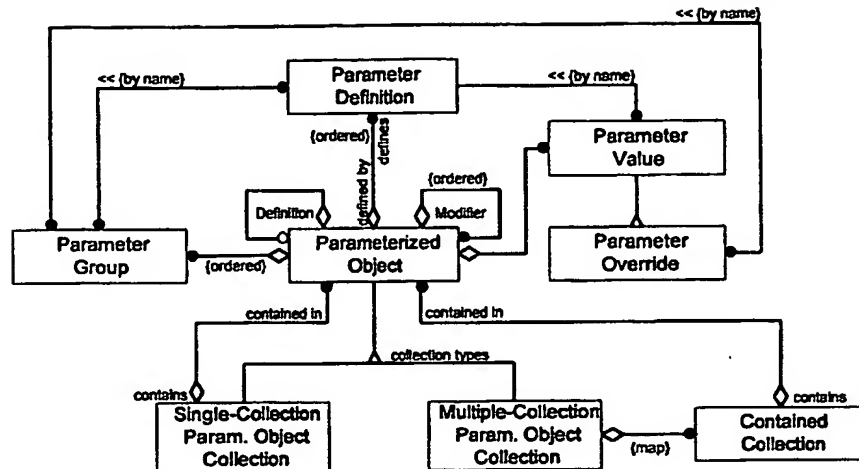 << {by name}
<< {by name}
Parameter
Definition
<< {by name}
{ordered}
defines
defined by
Parameter
Value
{ordered}
Definition
Modifier
Parameter
Group
{ordered}
Parameterized
Object
Parameter
Override
contained in
contained in
collection types
contains
contains
Single-Collection
Param. Object
Collection
Multiple-Collection
Param. Object
Collection
{map}
Contained
Collection